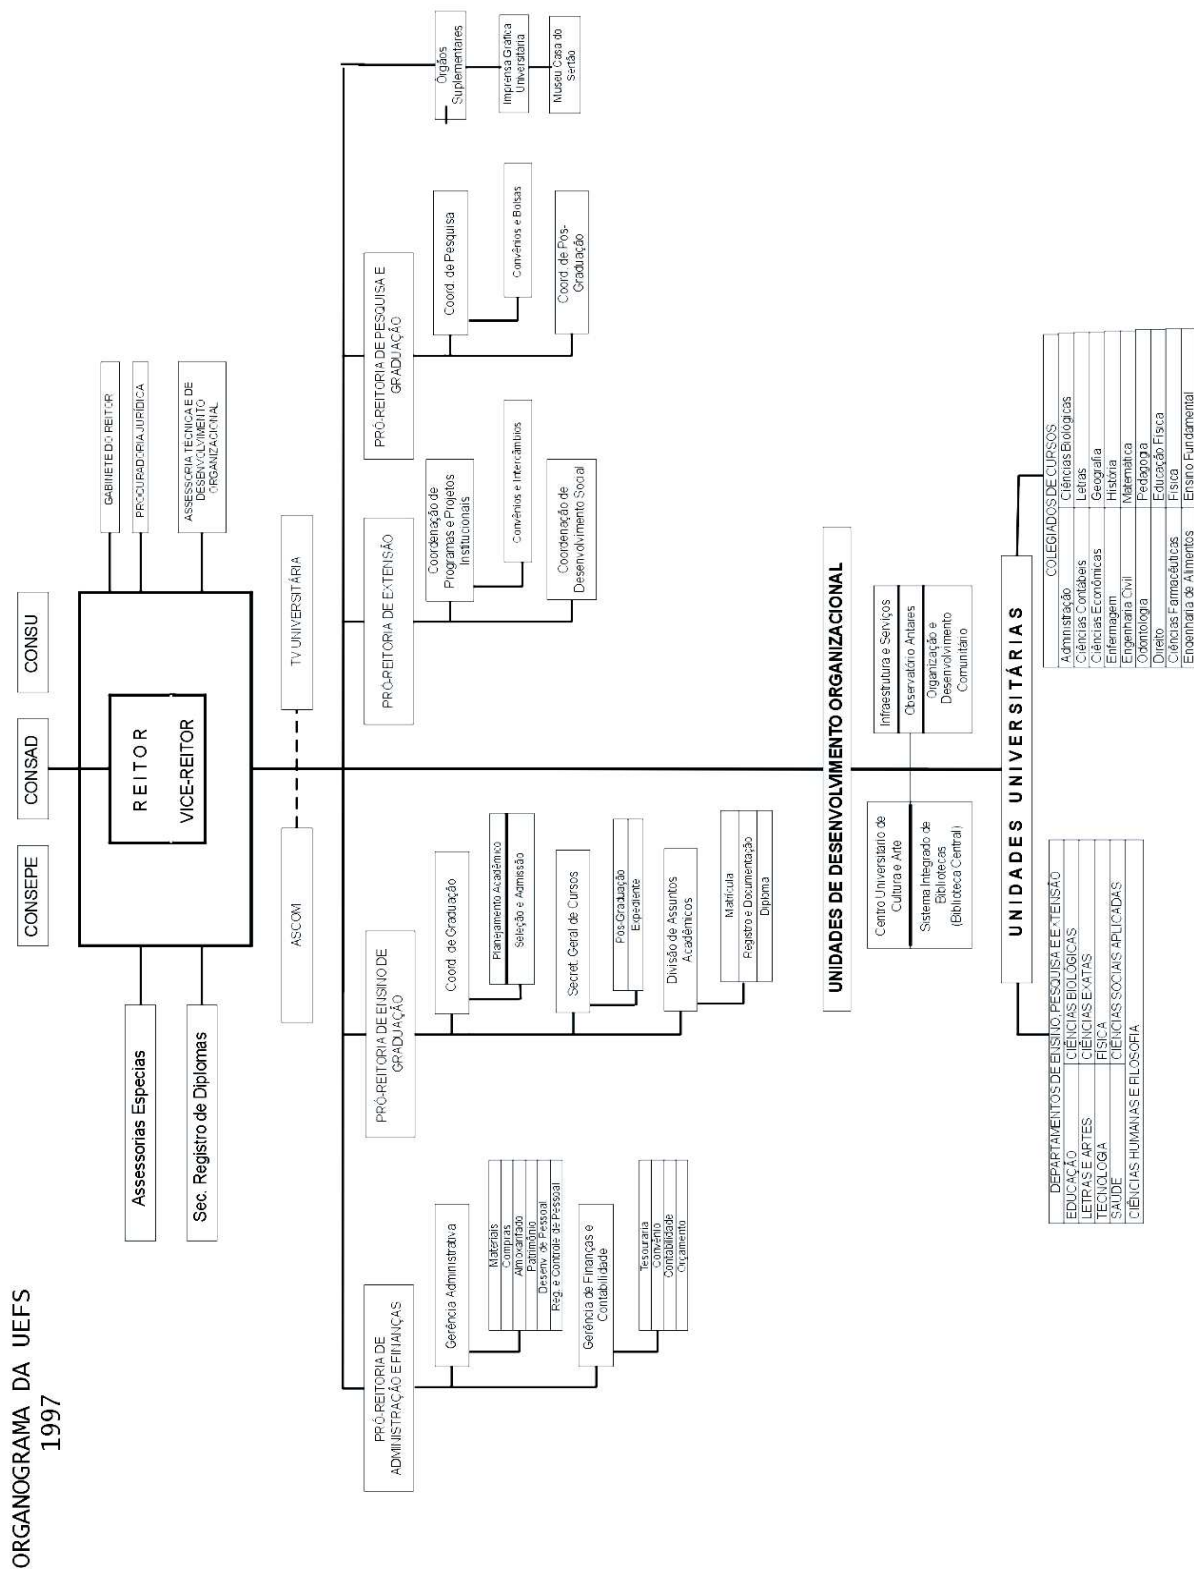 ORGANOGRAMA DA UEFS
1997
CONSEPE
CONSAD
CONSU
REITOR
VICE-REITOR
Assessorias Especias
Sec. Registro de Diplomas
GABINETE DO REITOR
PROCURADORIA JURÍDICA
ASSESSORIA TÉCNICA E DE
DESENVOLVIMENTO
ORGANIZACIONAL
ASCOM
TV UNIVERSITÁRIA
PRÓ-REITORIA DE
ADMINISTRAÇÃO E FINANÇAS
Gerência Administrativa
Materiais
Compras
Almoxarifado
Patrimônio
Desenv. de Pessoal
Reg. e Controle de Pessoal
Gerência de Finanças e
Contabilidade
Tesouraria
Convênio
Contabilidade
Orçamento
PRÓ-REITORIA DE ENSINO DE
GRADUAÇÃO
Coord. de Graduação
Planejamento Acadêmico
Seleção e Admissão
Secret. Geral de Cursos
Pós-Graduação
Expediente
Divisão de Assuntos
Acadêmicos
Matrícula
Registro e Documentação
Diploma
PRÓ-REITORIA DE EXTENSÃO
Coordenação de
Programas e Projetos
Institucionais
Convênios e Intercâmbios
Coordenação de
Desenvolvimento Social
PRÓ-REITORIA DE PESQUISA E
GRADUAÇÃO
Coord. de Pesquisa
Convênios e Bolsas
Coord. de Pós-
Graduação
Órgãos
Suplementares
Imprensa Gráfica
Universitária
Museu Casa do
Sertão
UNIDADES DE DESENVOLVIMENTO ORGANIZACIONAL
Centro Universitário de
Cultura e Arte
Sistema Integrado de
Bibliotecas
(Biblioteca Central)
Infraestrutura e Serviços
Observatório Antares
Organização e
Desenvolvimento
Comunitário
UNIDADES UNIVERSITÁRIAS
DEPARTAMENTOS DE ENSINO, PESQUISA E EXTENSÃO
EDUCAÇÃO CIÊNCIAS BIOLÓGICAS
LETRAS E ARTES CIÊNCIAS EXATAS
TECNOLOGIA FÍSICA
SAÚDE CIÊNCIAS SOCIAIS APLICADAS
CIÊNCIAS HUMANAS E FILOSOFIA
COLEGIADOS DE CURSOS
Administração Ciências Biológicas
Ciências Contábeis Letras
Ciências Econômicas Geografia
Enfermagem História
Engenharia Civil Matemática
Odontologia Pedagogia
Direito Educação Física
Ciências Farmacêuticas Física
Engenharia de Alimentos Ensino Fundamental